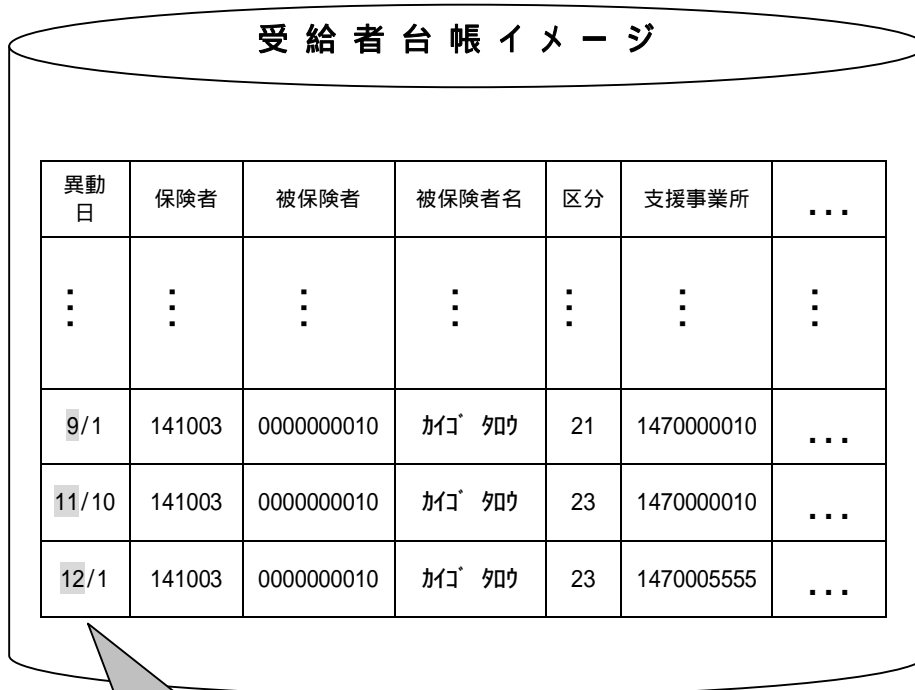 受給者台帳イメージ
異動日 保険者 被保険者 被保険者名 区分 支援事業所 ...
⋮ ⋮ ⋮ ⋮ ⋮ ⋮ ⋮
9/1 141003 0000000010 ｶｲｺﾞ ﾀﾛｳ 21 1470000010 ...
11/10 141003 0000000010 ｶｲｺﾞ ﾀﾛｳ 23 1470000010 ...
12/1 141003 0000000010 ｶｲｺﾞ ﾀﾛｳ 23 1470005555 ...